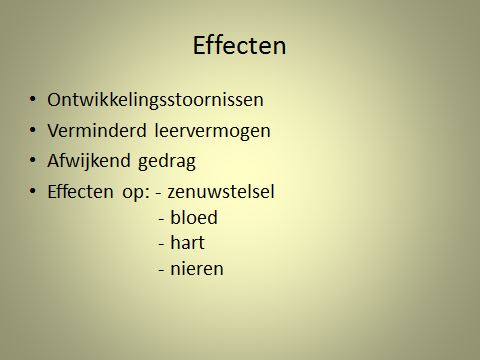 Effecten
• Ontwikkelingsstoornissen
• Verminderd leervermogen
• Afwijkend gedrag
• Effecten op: - zenuwstelsel
- bloed
- hart
- nieren